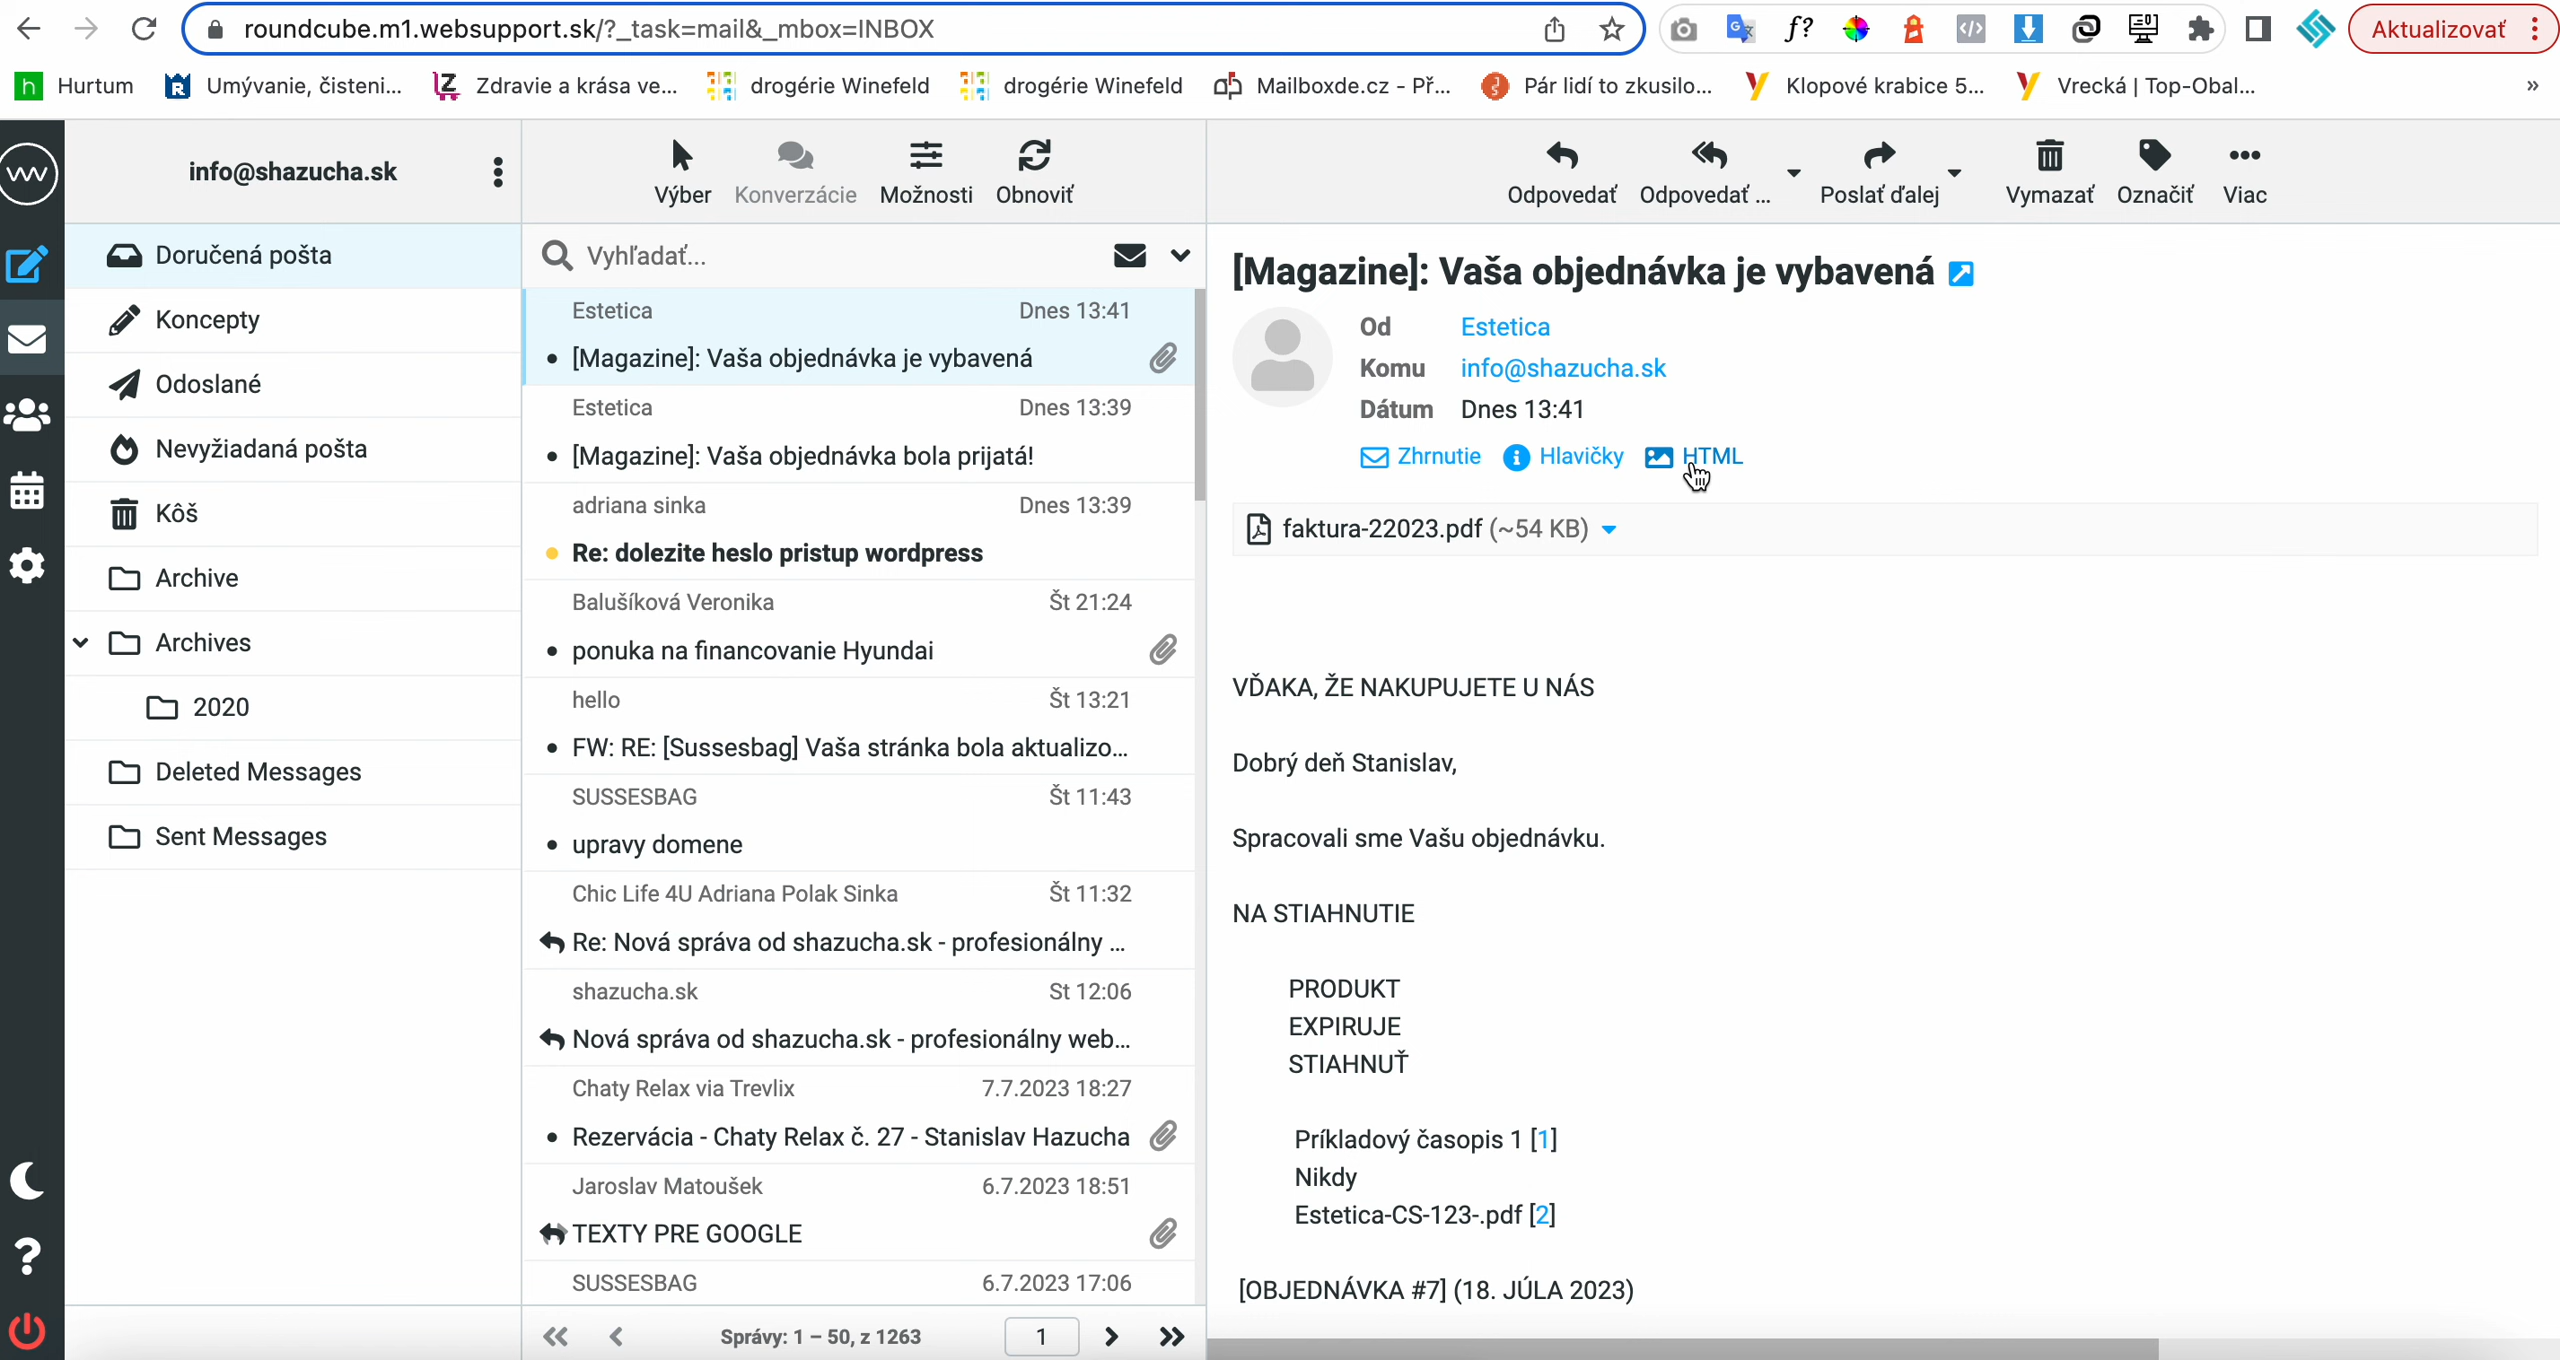 roundcube.m1.websupport.sk/?_task=mail&_mbox=INBOX
Aktualizovať
Hurtum
Umývanie, čisteni...
Zdravie a krása ve...
drogérie Winefeld
drogérie Winefeld
Mailboxde.cz - Př...
Pár lidí to zkusilo...
Klopové krabice 5...
Vrecká | Top-Obal...
»
info@shazucha.sk
Výber
Konverzácie
Možnosti
Obnoviť
Odpovedať
Odpovedať ...
Poslať ďalej
Vymazať
Označiť
Viac
Doručená pošta
Koncepty
Odoslané
Nevyžiadaná pošta
Kôš
Archive
Archives
2020
Deleted Messages
Sent Messages
Vyhľadať...
Estetica Dnes 13:41
[Magazine]: Vaša objednávka je vybavená
Estetica Dnes 13:39
[Magazine]: Vaša objednávka bola prijatá!
adriana sinka Dnes 13:39
Re: dolezite heslo pristup wordpress
Balušíková Veronika Št 21:24
ponuka na financovanie Hyundai
hello Št 13:21
FW: RE: [Sussesbag] Vaša stránka bola aktualizo...
SUSSESBAG Št 11:43
upravy domene
Chic Life 4U Adriana Polak Sinka Št 11:32
Re: Nová správa od shazucha.sk - profesionálny ...
shazucha.sk St 12:06
Nová správa od shazucha.sk - profesionálny web...
Chaty Relax via Trevlix 7.7.2023 18:27
Rezervácia - Chaty Relax č. 27 - Stanislav Hazucha
Jaroslav Matoušek 6.7.2023 18:51
TEXTY PRE GOOGLE
SUSSESBAG 6.7.2023 17:06
Správy: 1 – 50, z 1263
1
[Magazine]: Vaša objednávka je vybavená
Od Estetica
Komu info@shazucha.sk
Dátum Dnes 13:41
Zhrnutie Hlavičky HTML
faktura-22023.pdf (~54 KB)
VĎAKA, ŽE NAKUPUJETE U NÁS
Dobrý deň Stanislav,
Spracovali sme Vašu objednávku.
NA STIAHNUTIE
PRODUKT
EXPIRUJE
STIAHNUŤ
Príkladový časopis 1 [1]
Nikdy
Estetica-CS-123-.pdf [2]
[OBJEDNÁVKA #7] (18. JÚLA 2023)